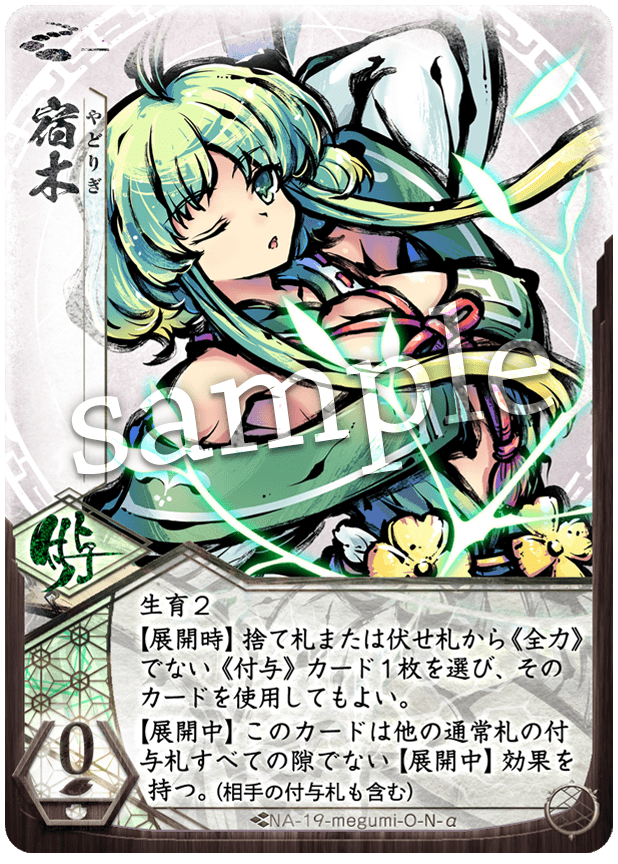 宿木
やどりぎ
sample
付与
生育2
【展開時】捨て札または伏せ札から《全力》
でない《付与》カード1枚を選び、その
カードを使用してもよい。
【展開中】このカードは他の通常札の付
与札すべての隙でない【展開中】効果を
持つ。(相手の付与札も含む)
0
NA-19-megumi-O-N-α